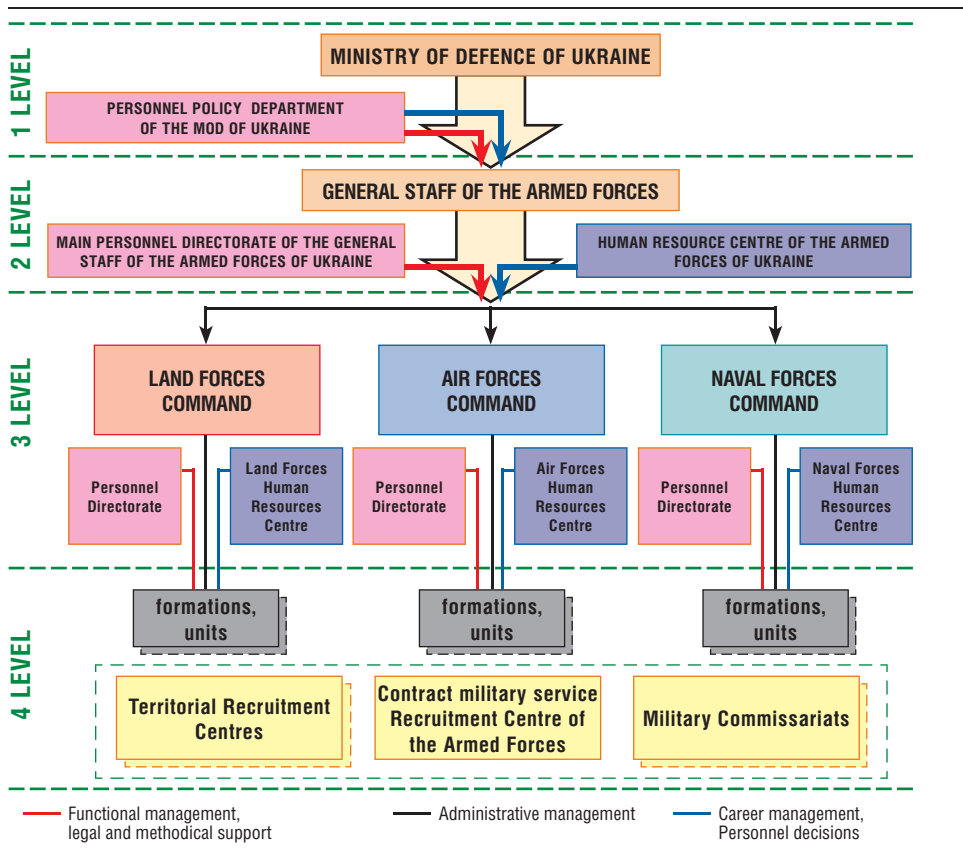 1 LEVEL
MINISTRY OF DEFENCE OF UKRAINE
PERSONNEL POLICY DEPARTMENT
OF THE MOD OF UKRAINE
2 LEVEL
GENERAL STAFF OF THE ARMED FORCES
MAIN PERSONNEL DIRECTORATE OF THE GENERAL
STAFF OF THE ARMED FORCES OF UKRAINE
HUMAN RESOURCE CENTRE OF THE ARMED
FORCES OF UKRAINE
3 LEVEL
LAND FORCES
COMMAND
AIR FORCES
COMMAND
NAVAL FORCES
COMMAND
Personnel
Directorate
Land Forces
Human
Resources
Centre
Personnel
Directorate
Air Forces
Human
Resources
Centre
Personnel
Directorate
Naval Forces
Human
Resources
Centre
4 LEVEL
formations,
units
formations,
units
formations,
units
Territorial Recruitment
Centres
Contract military service
Recruitment Centre of
the Armed Forces
Military Commissariats
Functional management,
legal and methodical support
Administrative management
Career management,
Personnel decisions